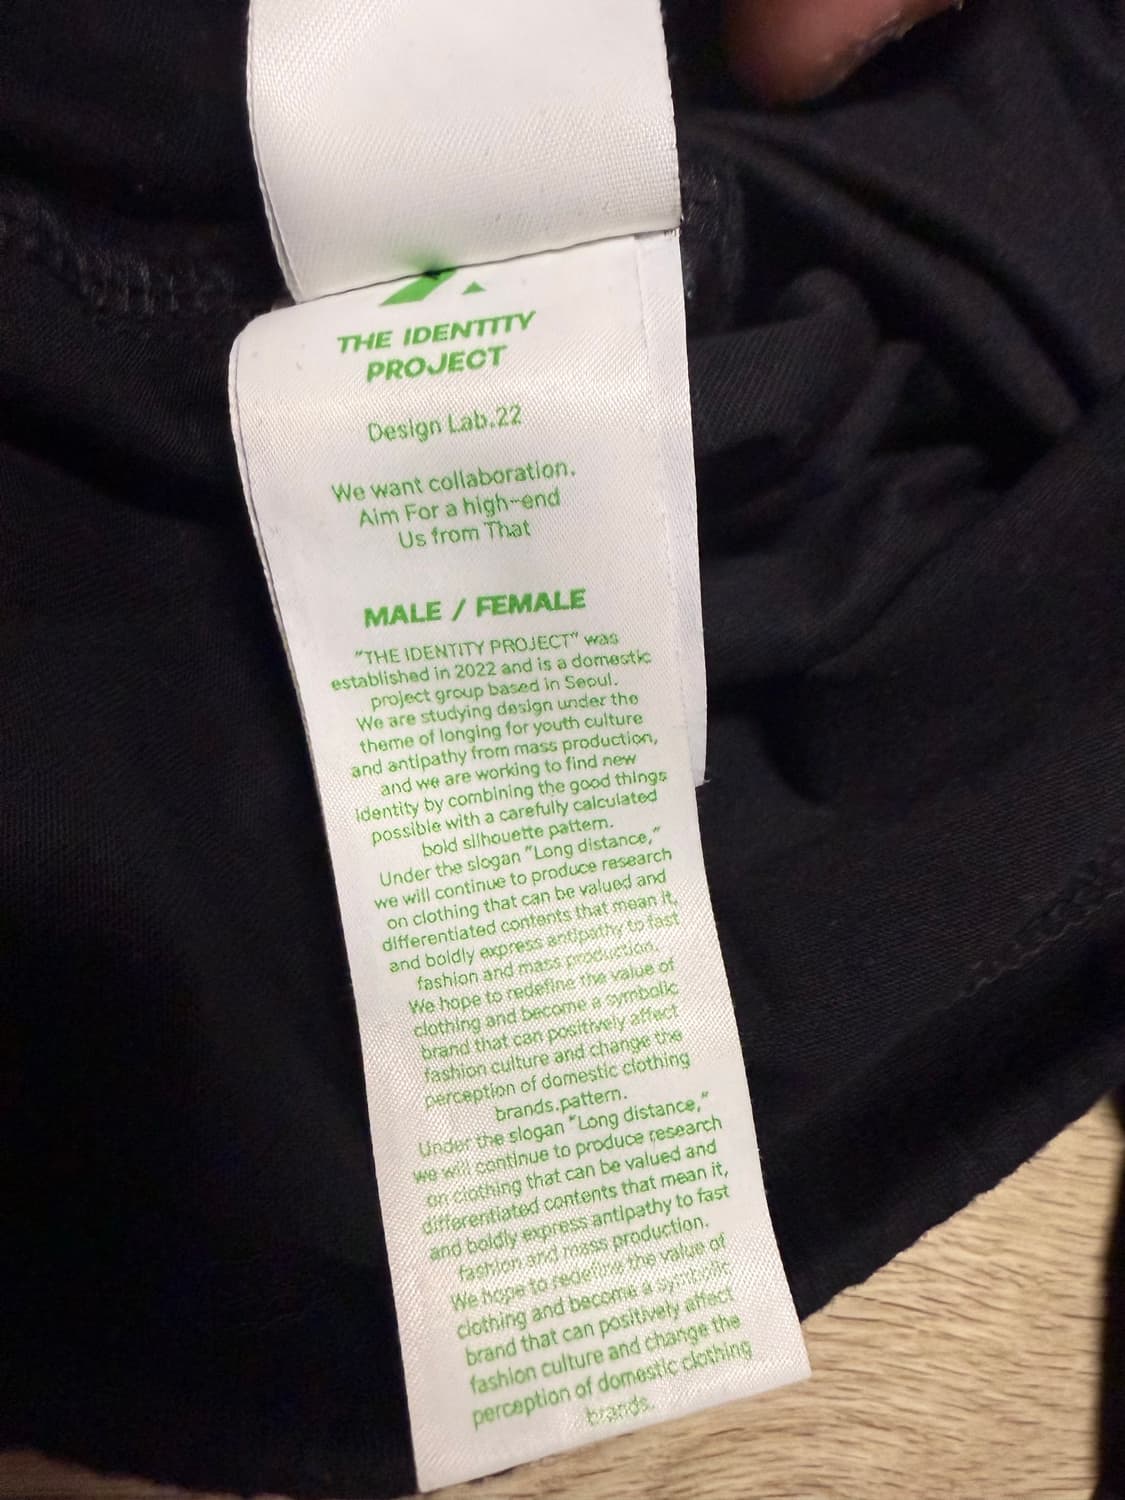 THE IDENTITY
PROJECT
Design Lab.22
We want collaboration.
Aim For a high-end
Us from That
MALE / FEMALE
"THE IDENTITY PROJECT" was
established in 2022 and is a domestic
project group based in Seoul.
We are studying design under the
theme of longing for youth culture
and antipathy from mass production,
and we are working to find new
identity by combining the good things
possible with a carefully calculated
bold silhouette pattern.
Under the slogan "Long distance,"
we will continue to produce research
on clothing that can be valued and
differentiated contents that mean it,
and boldly express antipathy to fast
fashion and mass production.
We hope to redefine the value of
clothing and become a symbolic
brand that can positively affect
fashion culture and change the
perception of domestic clothing
brands.pattern.
Under the slogan "Long distance,"
we will continue to produce research
on clothing that can be valued and
differentiated contents that mean it,
and boldly express antipathy to fast
fashion and mass production.
We hope to redefine the value of
clothing and become a symbolic
brand that can positively affect
fashion culture and change the
perception of domestic clothing
brands.